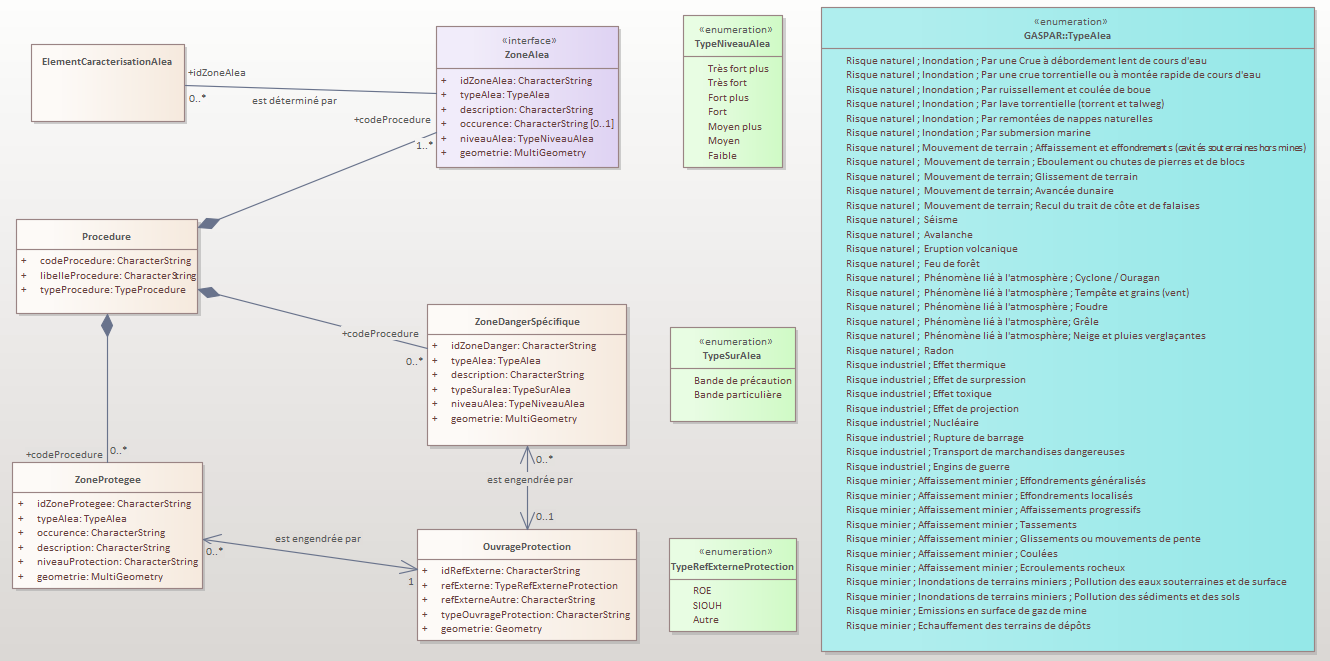 ElementCaracterisationAlea
+idZoneAlea
0..*
est déterminé par
+codeProcedure
1..*
«interface»
ZoneAlea
+ idZoneAlea: CharacterString
+ typeAlea: TypeAlea
+ description: CharacterString
+ occurence: CharacterString [0..1]
+ niveauAlea: TypeNiveauAlea
+ geometrie: MultiGeometry
«enumeration»
TypeNiveauAlea
Très fort plus
Très fort
Fort plus
Fort
Moyen plus
Moyen
Faible
«enumeration»
GASPAR::TypeAlea
Risque naturel ; Inondation ; Par une Crue à débordement lent de cours d'eau
Risque naturel ; Inondation ; Par une crue torrentielle ou à montée rapide de cours d'eau
Risque naturel ; Inondation ; Par ruissellement et coulée de boue
Risque naturel ; Inondation ; Par lave torrentielle (torrent et talweg)
Risque naturel ; Inondation ; Par remontées de nappes naturelles
Risque naturel ; Inondation ; Par submersion marine
Risque naturel ; Mouvement de terrain ; Affaissement et effondrements (cavités souterraines hors mines)
Risque naturel ; Mouvement de terrain ; Eboulement ou chutes de pierres et de blocs
Risque naturel ; Mouvement de terrain; Glissement de terrain
Risque naturel ; Mouvement de terrain; Avancée dunaire
Risque naturel ; Mouvement de terrain; Recul du trait de côte et de falaises
Risque naturel ; Séisme
Risque naturel ; Avalanche
Risque naturel ; Eruption volcanique
Risque naturel ; Feu de forêt
Risque naturel ; Phénomène lié à l'atmosphère ; Cyclone / Ouragan
Risque naturel ; Phénomène lié à l'atmosphère ; Tempête et grains (vent)
Risque naturel ; Phénomène lié à l'atmosphère ; Foudre
Risque naturel ; Phénomène lié à l'atmosphère; Grêle
Risque naturel ; Phénomène lié à l'atmosphère; Neige et pluies verglaçantes
Risque naturel ; Radon
Risque industriel ; Effet thermique
Risque industriel ; Effet de surpression
Risque industriel ; Effet toxique
Risque industriel ; Effet de projection
Risque industriel ; Nucléaire
Risque industriel ; Rupture de barrage
Risque industriel ; Transport de marchandises dangereuses
Risque industriel ; Engins de guerre
Risque minier ; Affaissement minier ; Effondrements généralisés
Risque minier ; Affaissement minier ; Effondrements localisés
Risque minier ; Affaissement minier ; Affaissements progressifs
Risque minier ; Affaissement minier ; Tassements
Risque minier ; Affaissement minier ; Glissements ou mouvements de pente
Risque minier ; Affaissement minier ; Coulées
Risque minier ; Affaissement minier ; Ecroulements rocheux
Risque minier ; Inondations de terrains miniers ; Pollution des eaux souterraines et de surface
Risque minier ; Inondations de terrains miniers ; Pollution des sédiments et des sols
Risque minier ; Emissions en surface de gaz de mine
Risque minier ; Echauffement des terrains de dépôts
Procedure
+ codeProcedure: CharacterString
+ libelleProcedure: CharacterString
+ typeProcedure: TypeProcedure
+codeProcedure
0..*
ZoneDangerSpécifique
+ idZoneDanger: CharacterString
+ typeAlea: TypeAlea
+ description: CharacterString
+ typeSuralea: TypeSurAlea
+ niveauAlea: TypeNiveauAlea
+ geometrie: MultiGeometry
«enumeration»
TypeSurAlea
Bande de précaution
Bande particulière
+codeProcedure
0..*
ZoneProtegee
+ idZoneProtegee: CharacterString
+ typeAlea: TypeAlea
+ occurence: CharacterString
+ description: CharacterString
+ niveauProtection: CharacterString
+ geometrie: MultiGeometry
0..*
est engendrée par
0..1
est engendrée par
0..*
1
OuvrageProtection
+ idRefExterne: CharacterString
+ refExterne: TypeRefExterneProtection
+ refExterneAutre: CharacterString
+ typeOuvrageProtection: CharacterString
+ geometrie: Geometry
«enumeration»
TypeRefExterneProtection
ROE
SIOUH
Autre